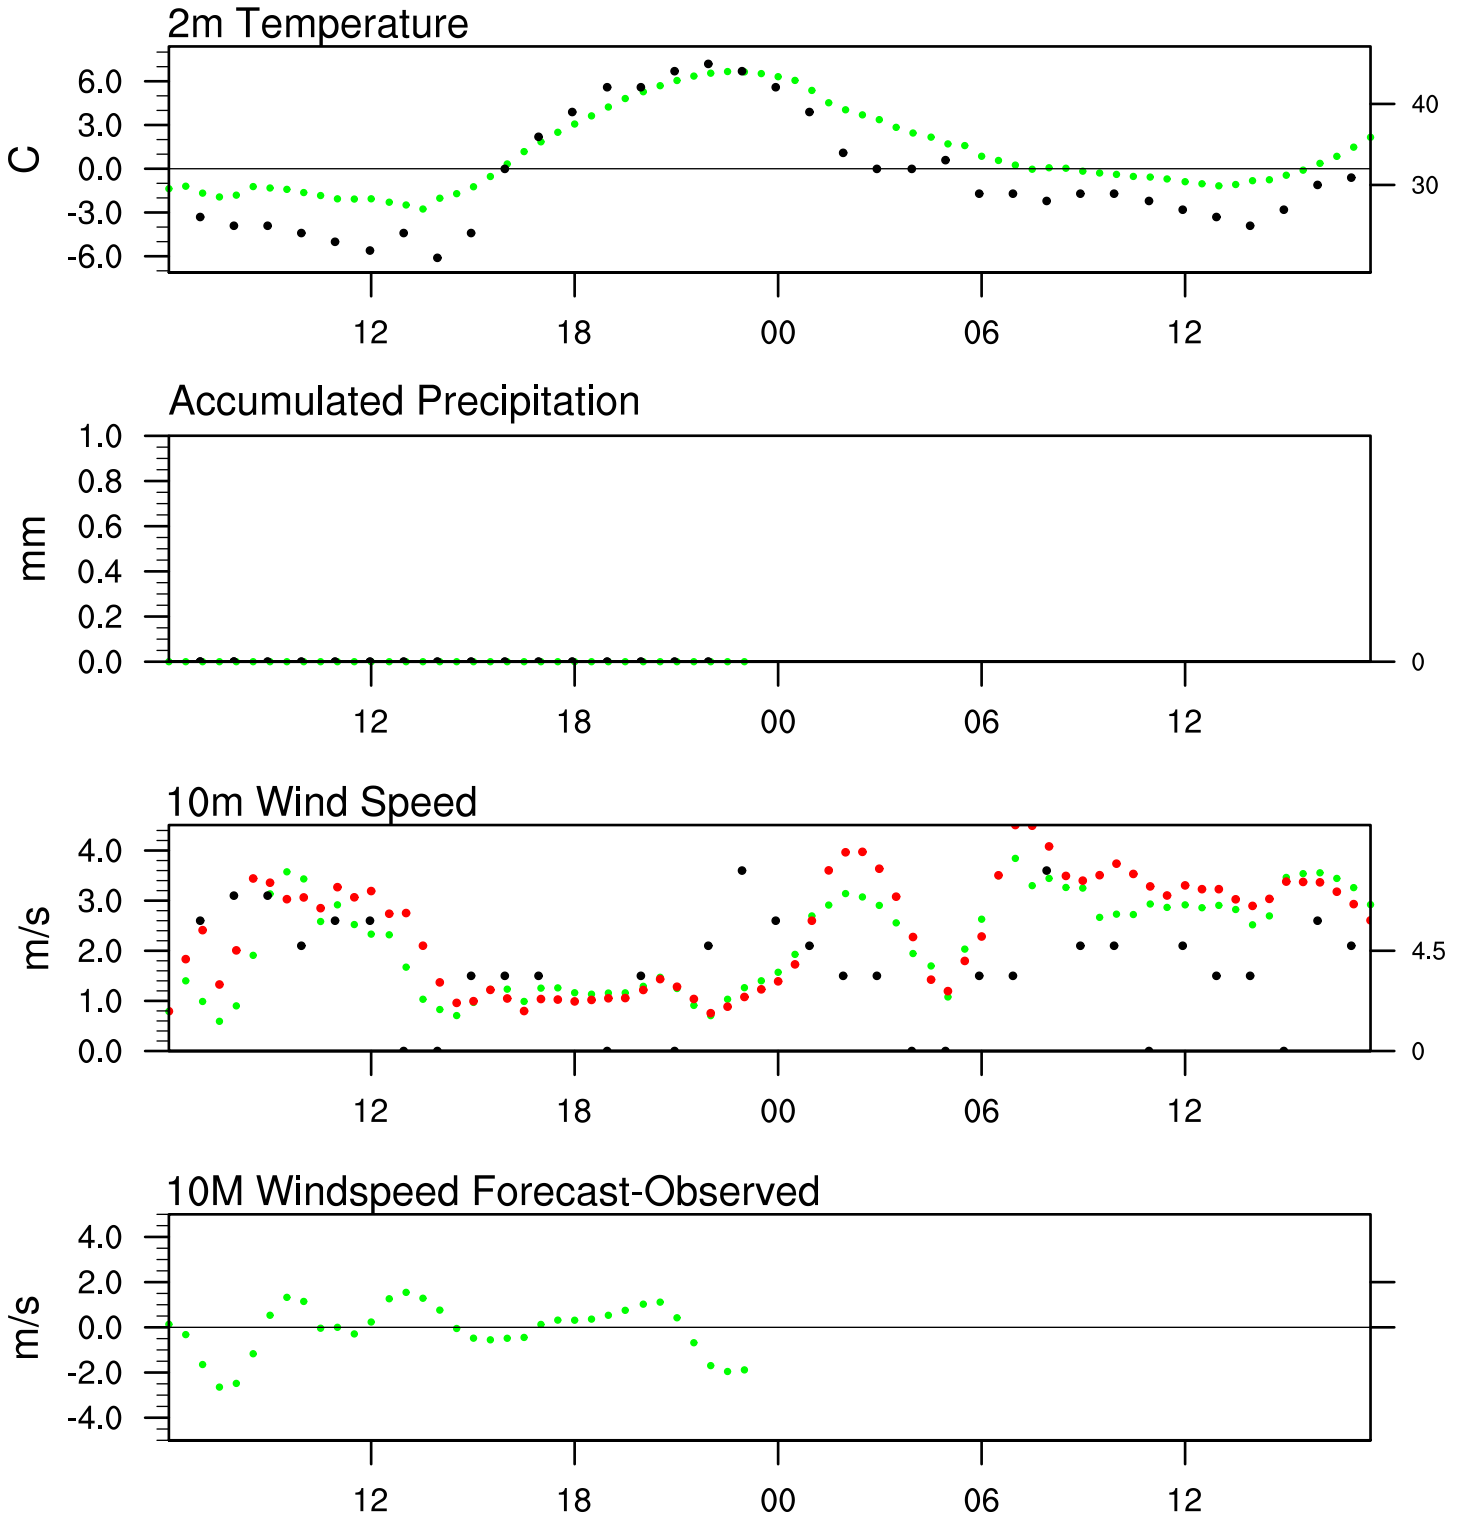 2m Temperature
6.0
3.0
0.0
-3.0
-6.0
C
40
30
12 18 00 06 12
Accumulated Precipitation
1.0
0.8
0.6
0.4
0.2
0.0
mm
0
12 18 00 06 12
10m Wind Speed
4.0
3.0
2.0
1.0
0.0
m/s
4.5
0
12 18 00 06 12
10M Windspeed Forecast-Observed
4.0
2.0
0.0
-2.0
-4.0
m/s
12 18 00 06 12